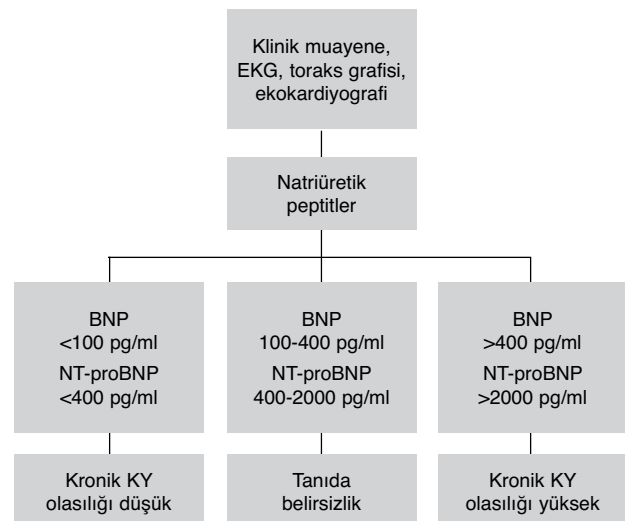 Klinik muayene,
EKG, toraks grafisi,
ekokardiyografi
Natriüretik
peptitler
BNP
<100 pg/ml
NT-proBNP
<400 pg/ml
BNP
100-400 pg/ml
NT-proBNP
400-2000 pg/ml
BNP
>400 pg/ml
NT-proBNP
>2000 pg/ml
Kronik KY
olasılığı düşük
Tanıda
belirsizlik
Kronik KY
olasılığı yüksek